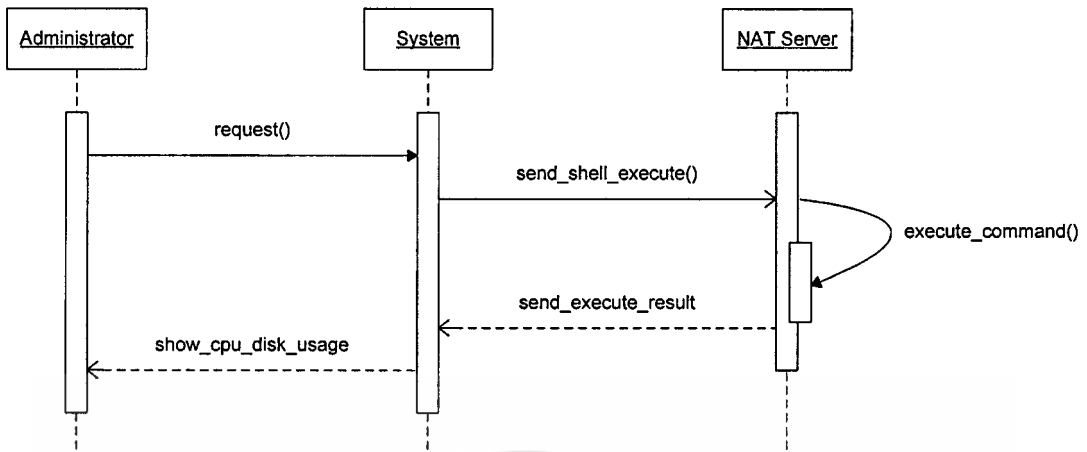 Administrator
System
NAT Server
request()
send_shell_execute()
execute_command()
send_execute_result
show_cpu_disk_usage